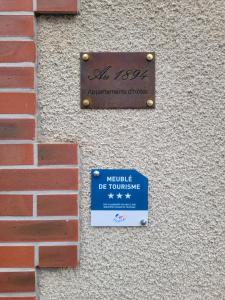 Au 1894
Appartements d'hôtes
MEUBLÉ
DE TOURISME
★★★